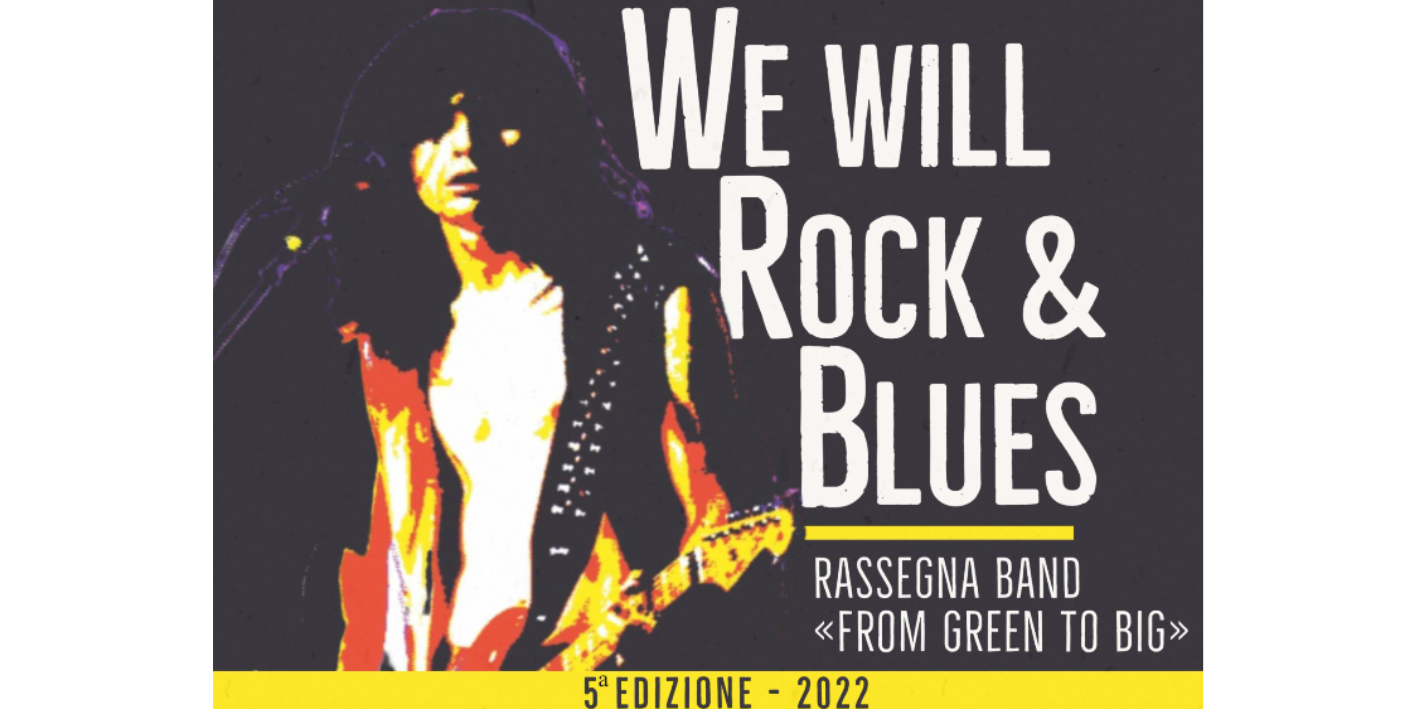 WE WILL
ROCK &
BLUES
RASSEGNA BAND
«FROM GREEN TO BIG»
5ª EDIZIONE - 2022